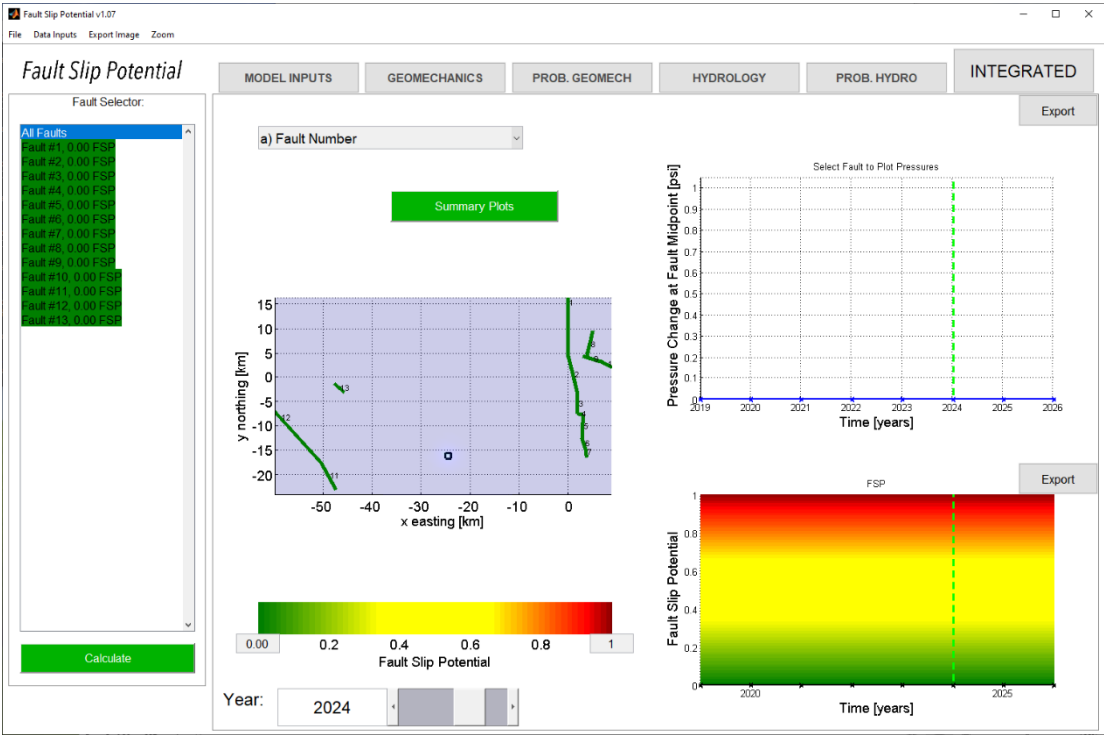 Fault Slip Potential v1.07
File Data Inputs Export Image Zoom
Fault Slip Potential
MODEL INPUTS
GEOMECHANICS
PROB. GEOMECH
HYDROLOGY
PROB. HYDRO
INTEGRATED
Fault Selector:
All Faults
Fault #1, 0.00 FSP
Fault #2, 0.00 FSP
Fault #3, 0.00 FSP
Fault #4, 0.00 FSP
Fault #5, 0.00 FSP
Fault #6, 0.00 FSP
Fault #7, 0.00 FSP
Fault #8, 0.00 FSP
Fault #9, 0.00 FSP
Fault #10, 0.00 FSP
Fault #11, 0.00 FSP
Fault #12, 0.00 FSP
Fault #13, 0.00 FSP
Calculate
a) Fault Number
Summary Plots
y northing [km]
15
10
5
0
-5
-10
-15
-20
1
8
9
2
13
3
12
5
6
7
11
-50 -40 -30 -20 -10 0
x easting [km]
0.00 0.2 0.4 0.6 0.8 1
Fault Slip Potential
Year:
2024
Export
Select Fault to Plot Pressures
Pressure Change at Fault Midpoint [psi]
1
0.9
0.8
0.7
0.6
0.5
0.4
0.3
0.2
0.1
0
2019 2020 2021 2022 2023 2024 2025 2026
Time [years]
Export
FSP
Fault Slip Potential
1
0.8
0.6
0.4
0.2
0
2020 2025
Time [years]